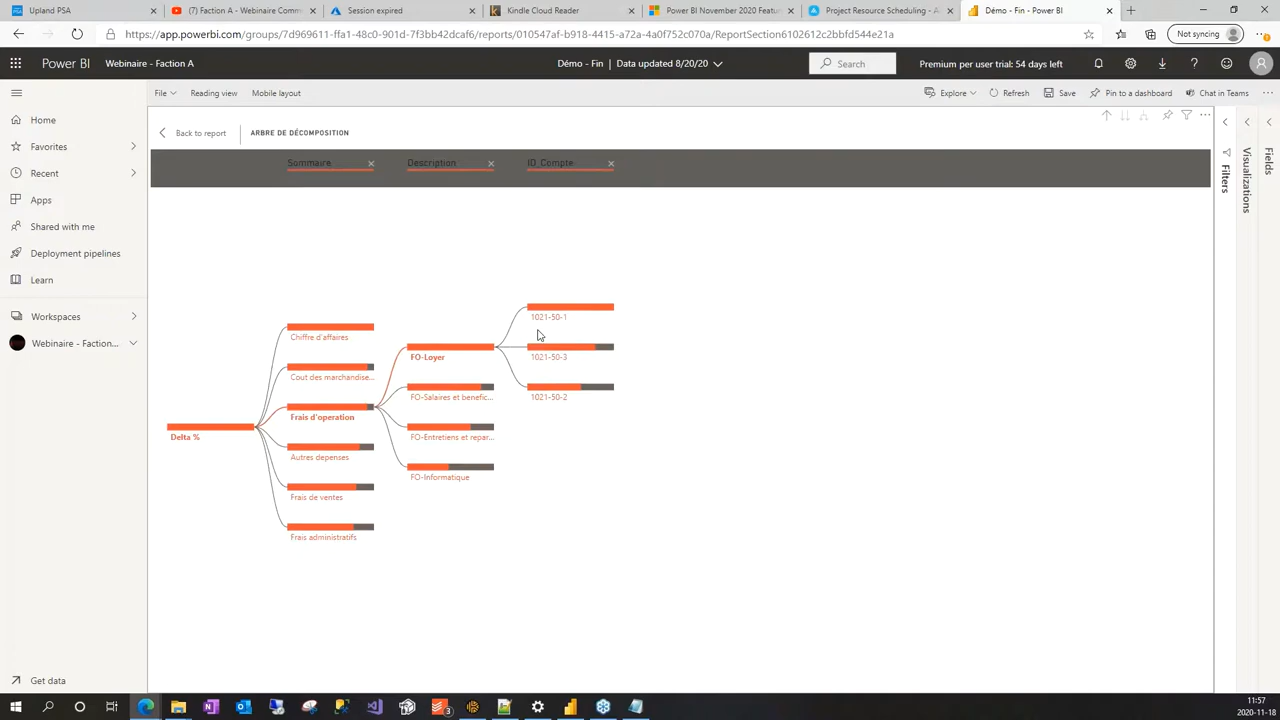 Upland PSA
(7) Faction A - Webinaire Comm
Session expired
Kindle Cloud Reader
Power BI November 2020 Featur
Project Resource Scheduling - A
Démo - Fin - Power BI
https://app.powerbi.com/groups/7d969611-ffa1-48c0-901d-7f3bb42dcaf6/reports/010547af-b918-4415-a72a-4a0f752c070a/ReportSection6102612c2bbfd544e21a
Not syncing
Power BI
Webinaire - Faction A
Démo - Fin | Data updated 8/20/20
Search
Premium per user trial: 54 days left
File
Reading view
Mobile layout
Explore
Refresh
Save
Pin to a dashboard
Chat in Teams
Home
Favorites
Recent
Apps
Shared with me
Deployment pipelines
Learn
Workspaces
Webinaire - Faction...
Get data
Back to report
ARBRE DE DÉCOMPOSITION
Sommaire
Description
ID_Compte
Delta %
Chiffre d'affaires
Cout des marchandise...
Frais d'operation
Autres depenses
Frais de ventes
Frais administratifs
FO-Loyer
FO-Salaires et benefic...
FO-Entretiens et repar...
FO-Informatique
1021-50-1
1021-50-3
1021-50-2
Filters
Visualizations
Fields
3
11:57
2020-11-18